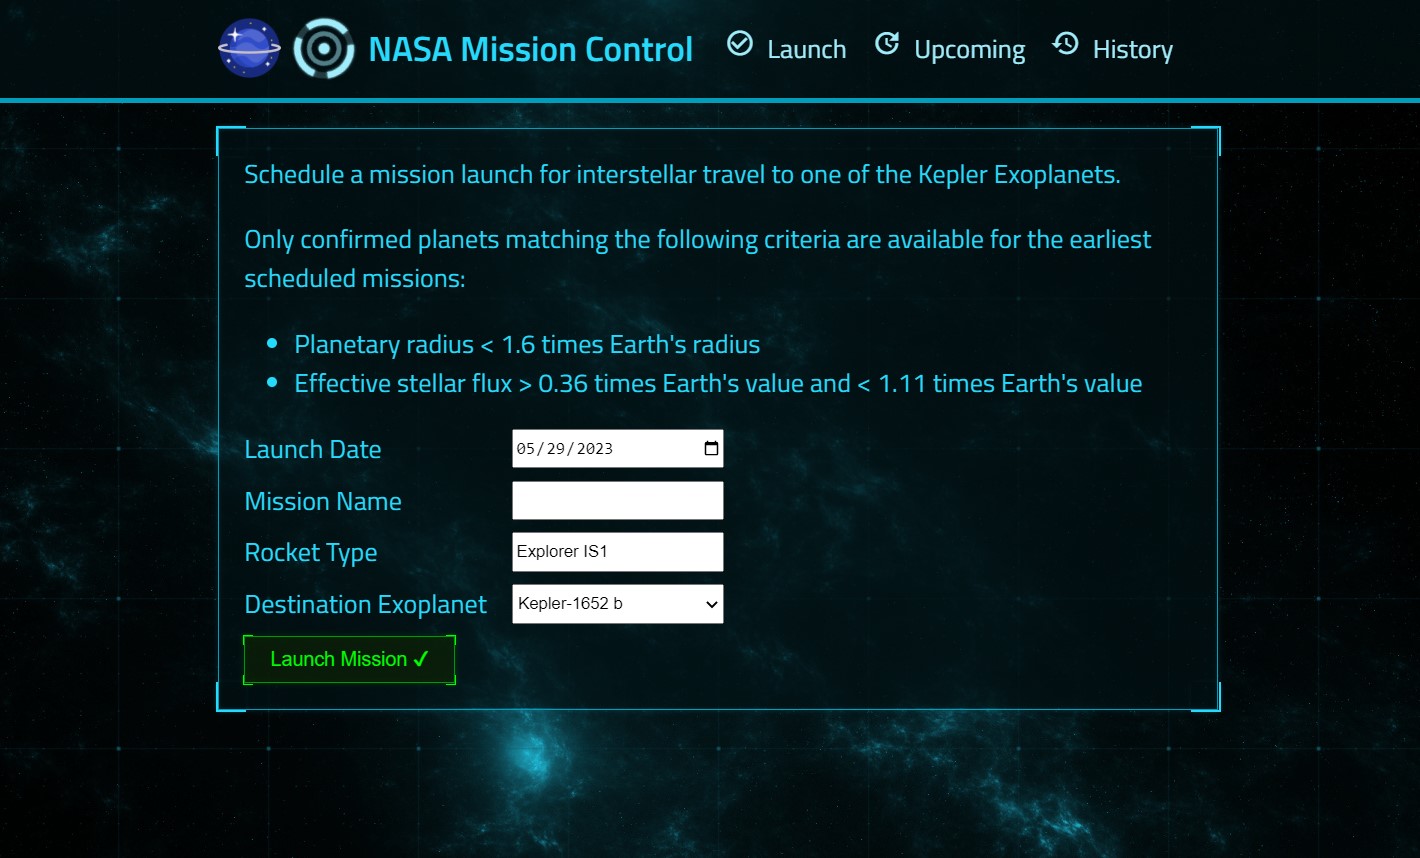 NASA Mission Control Launch Upcoming History
Schedule a mission launch for interstellar travel to one of the Kepler Exoplanets.
Only confirmed planets matching the following criteria are available for the earliest
scheduled missions:
• Planetary radius < 1.6 times Earth's radius
• Effective stellar flux > 0.36 times Earth's value and < 1.11 times Earth's value
Launch Date 05/29/2023
Mission Name
Rocket Type Explorer IS1
Destination Exoplanet Kepler-1652 b
Launch Mission ✔